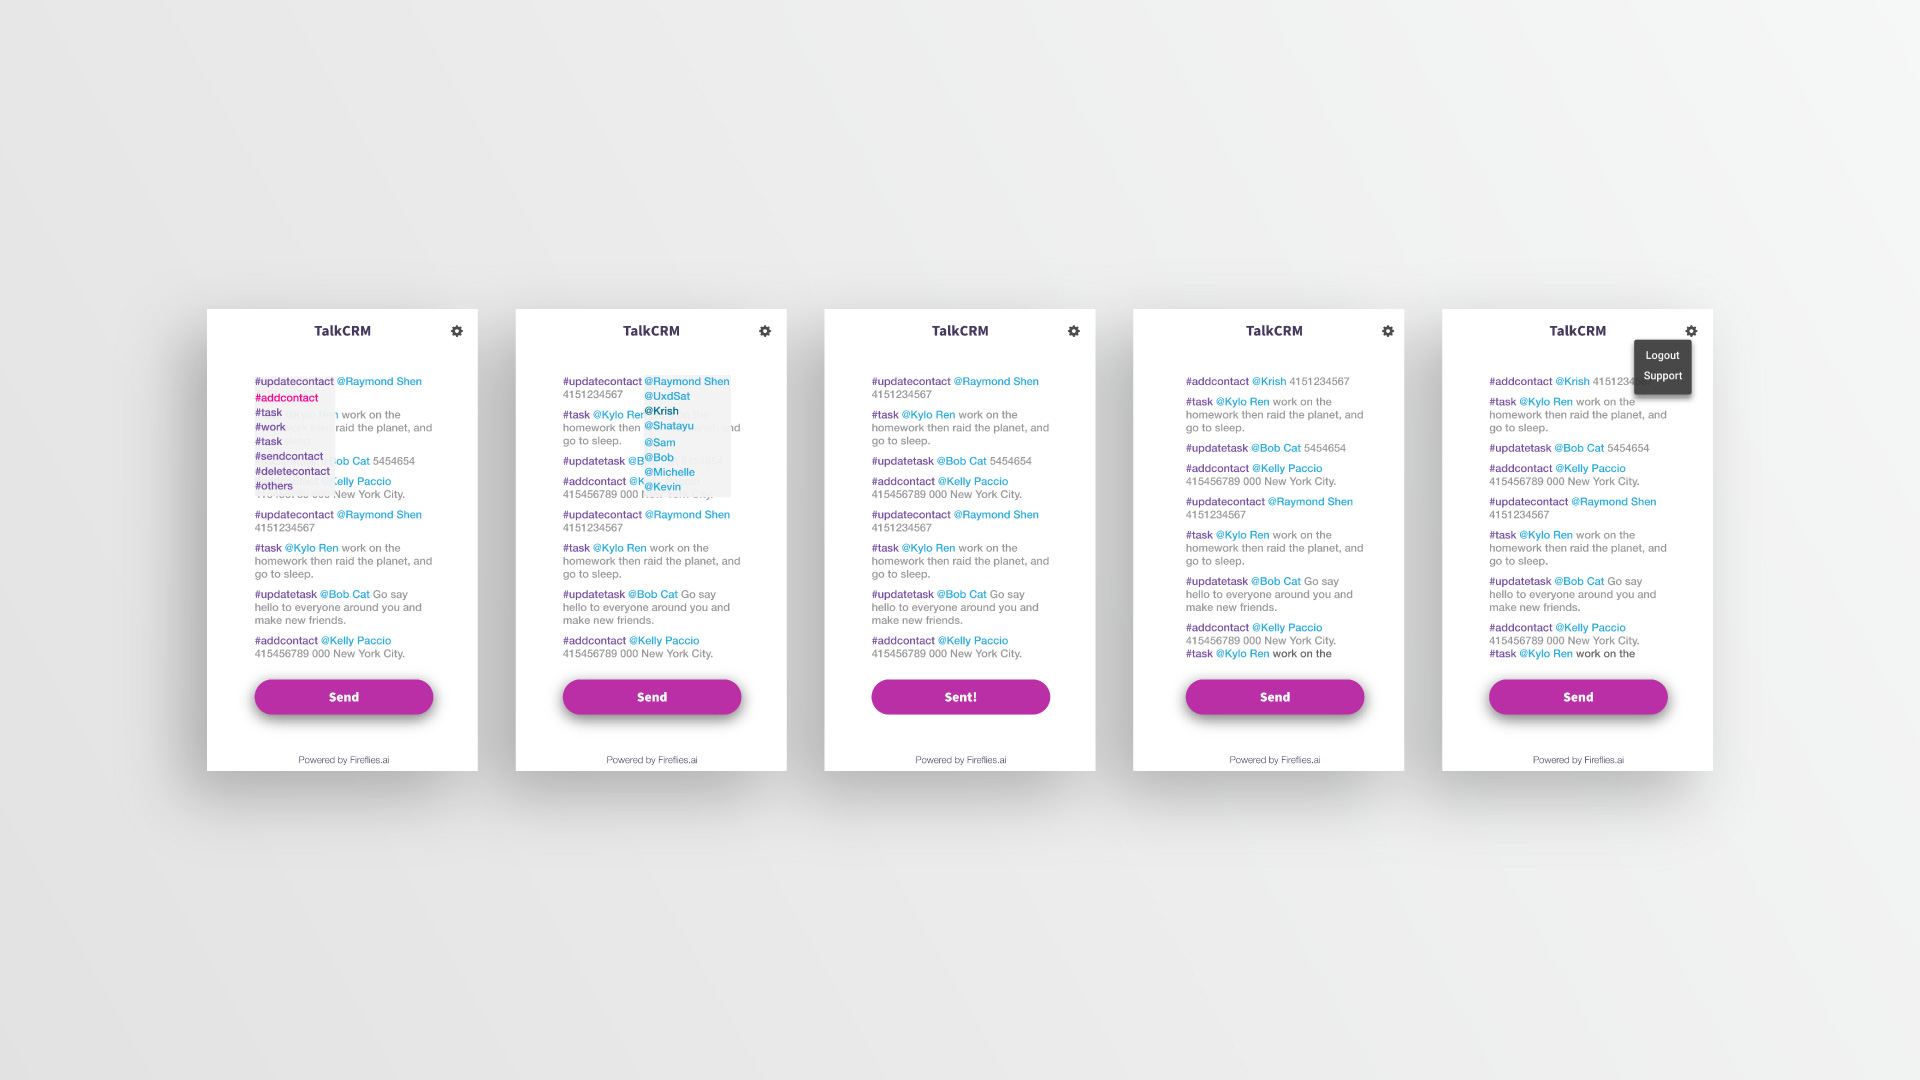 TalkCRM
#updatecontact @Raymond Shen
#addcontact
#task work on the
#work raid the planet, and
#task
#sendcontact Bob Cat 5454654
#deletecontact
#others Kelly Paccio
New York City.
#updatecontact @Raymond Shen
4151234567
#task @Kylo Ren work on the
homework then raid the planet, and
go to sleep.
#updatetask @Bob Cat Go say
hello to everyone around you and
make new friends.
#addcontact @Kelly Paccio
415456789 000 New York City.
Send
Powered by Fireflies.ai
TalkCRM
#updatecontact @Raymond Shen
4151234567 @UxdSat
#task @Kylo Ren @Krish
homework @Shatayu and
go to sleep. @Sam
#updatetask @Bob
#addcontact @Michelle
415456789 000 @Kevin
#updatecontact @Raymond Shen
4151234567
#task @Kylo Ren work on the
homework then raid the planet, and
go to sleep.
#updatetask @Bob Cat Go say
hello to everyone around you and
make new friends.
#addcontact @Kelly Paccio
415456789 000 New York City.
Send
Powered by Fireflies.ai
TalkCRM
#updatecontact @Raymond Shen
4151234567
#task @Kylo Ren work on the
homework then raid the planet, and
go to sleep.
#updatetask @Bob Cat 5454654
#addcontact @Kelly Paccio
415456789 000 New York City.
#updatecontact @Raymond Shen
4151234567
#task @Kylo Ren work on the
homework then raid the planet, and
go to sleep.
#updatetask @Bob Cat Go say
hello to everyone around you and
make new friends.
#addcontact @Kelly Paccio
415456789 000 New York City.
Sent!
Powered by Fireflies.ai
TalkCRM
#addcontact @Krish 4151234567
#task @Kylo Ren work on the
homework then raid the planet, and
go to sleep.
#updatetask @Bob Cat 5454654
#addcontact @Kelly Paccio
415456789 000 New York City.
#updatecontact @Raymond Shen
4151234567
#task @Kylo Ren work on the
homework then raid the planet, and
go to sleep.
#updatetask @Bob Cat Go say
hello to everyone around you and
make new friends.
#addcontact @Kelly Paccio
415456789 000 New York City.
#task @Kylo Ren work on the
Send
Powered by Fireflies.ai
TalkCRM
Logout
Support
#addcontact @Krish 4151234
#task @Kylo Ren work on the
homework then raid the planet, and
go to sleep.
#updatetask @Bob Cat 5454654
#addcontact @Kelly Paccio
415456789 000 New York City.
#updatecontact @Raymond Shen
4151234567
#task @Kylo Ren work on the
homework then raid the planet, and
go to sleep.
#updatetask @Bob Cat Go say
hello to everyone around you and
make new friends.
#addcontact @Kelly Paccio
415456789 000 New York City.
#task @Kylo Ren work on the
Send
Powered by Fireflies.ai